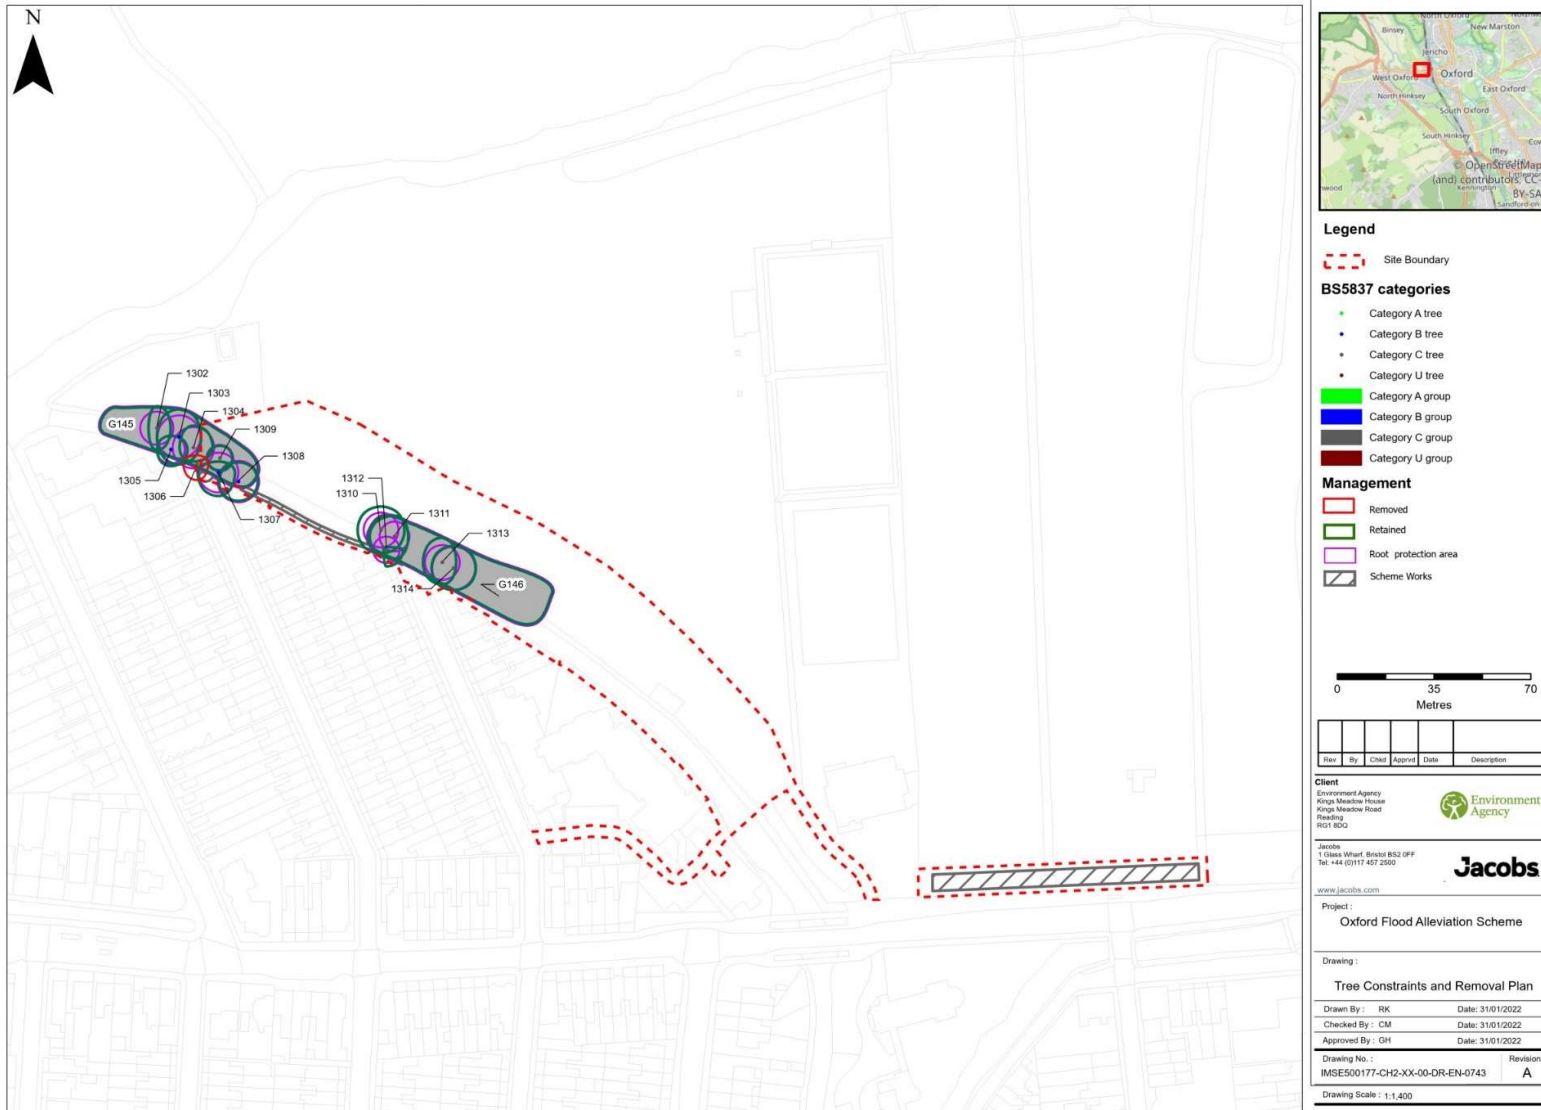 N
1302
1303
1304
1309
G145
1308
1305
1306
1307
1312
1310
1311
1313
1314
G146
North Oxford
Binsey
New Marston
Jericho
West Oxford
Oxford
North Hinksey
East Oxford
South Oxford
South Hinksey
Iffley
© OpenStreetMap
(and) contributors, CC-
Kennington
BY-SA
Sandford-on-
Legend
Site Boundary
BS5837 categories
Category A tree
Category B tree
Category C tree
Category U tree
Category A group
Category B group
Category C group
Category U group
Management
Removed
Retained
Root protection area
Scheme Works
0 35 70
Metres
Rev By Chkd Apprvd Date Description
Client
Environment Agency
Kings Meadow House
Kings Meadow Road
Reading
RG1 8DQ
Environment
Agency
Jacobs
1 Glass Wharf, Bristol BS2 0FF
Tel: +44 (0)117 457 2500
Jacobs
www.jacobs.com
Project :
Oxford Flood Alleviation Scheme
Drawing :
Tree Constraints and Removal Plan
Drawn By : RK Date: 31/01/2022
Checked By : CM Date: 31/01/2022
Approved By : GH Date: 31/01/2022
Drawing No. : Revision
IMSE500177-CH2-XX-00-DR-EN-0743 A
Drawing Scale : 1:1,400